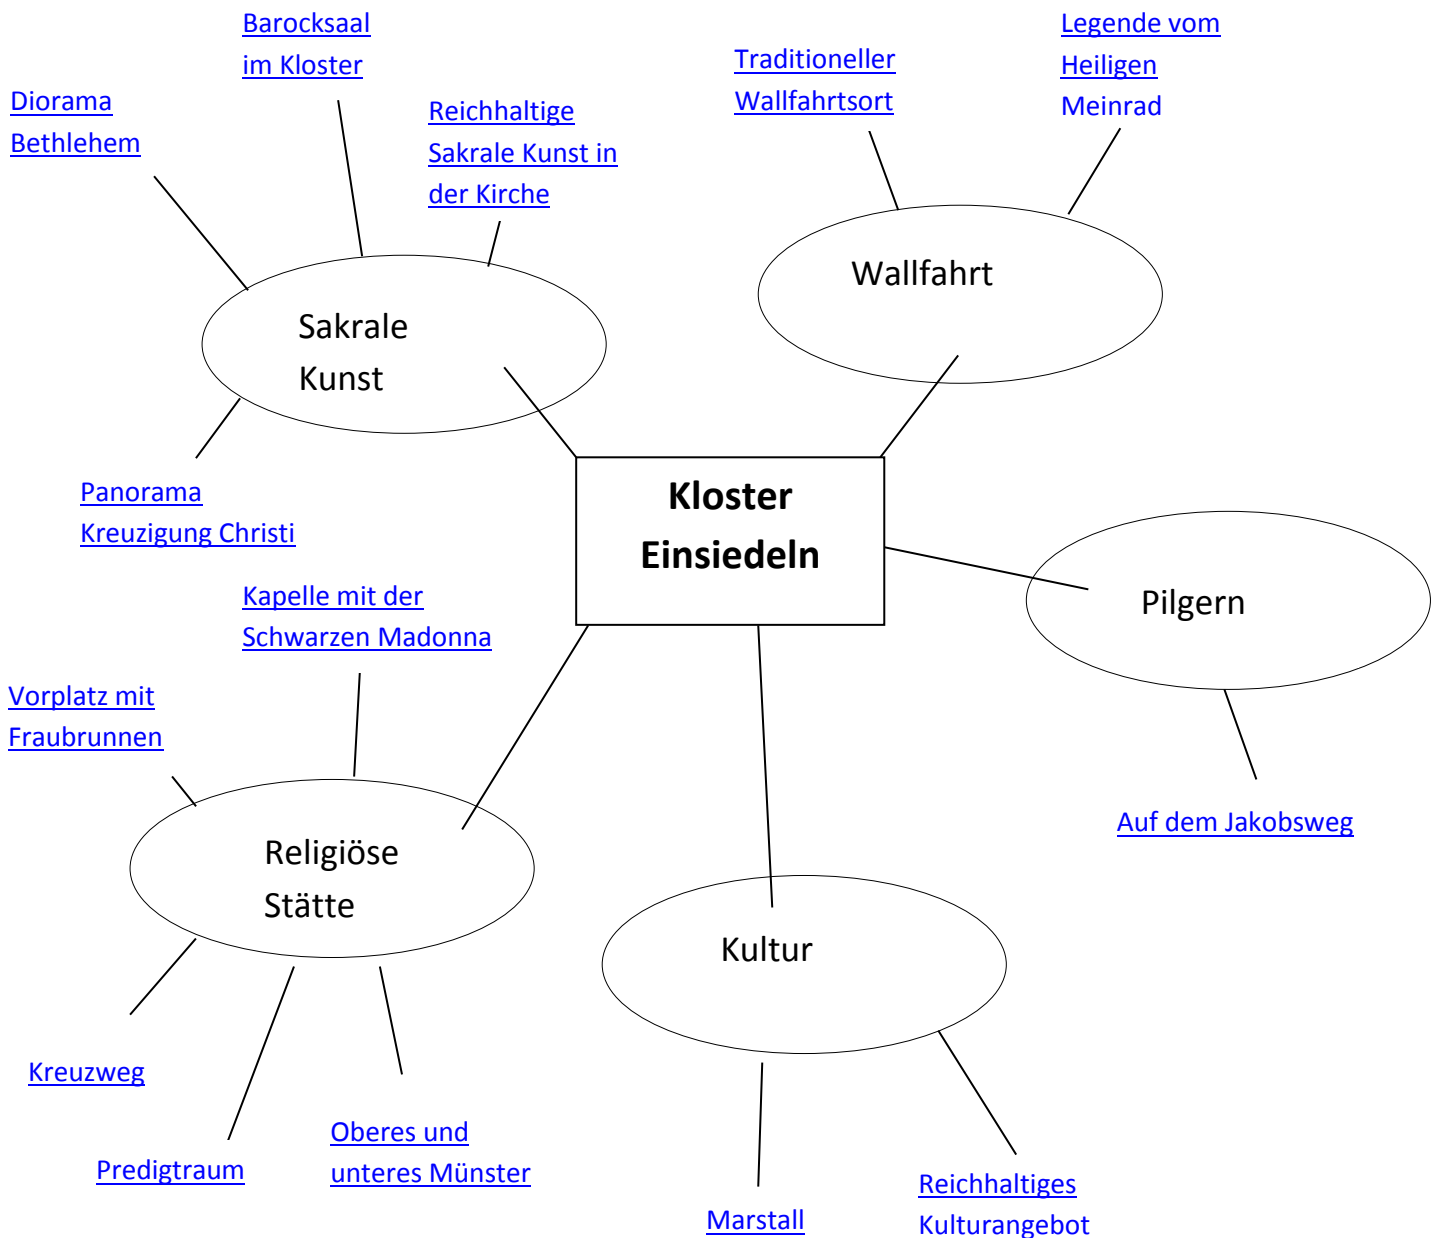 Barocksaal
im Kloster
Diorama
Bethlehem
Reichhaltige
Sakrale Kunst in
der Kirche
Traditioneller
Wallfahrtsort
Legende vom
Heiligen
Meinrad
Sakrale
Kunst
Wallfahrt
Panorama
Kreuzigung Christi
Kloster
Einsiedeln
Pilgern
Auf dem Jakobsweg
Kapelle mit der
Schwarzen Madonna
Vorplatz mit
Fraubrunnen
Religiöse
Stätte
Kultur
Kreuzweg
Predigtraum
Oberes und
unteres Münster
Marstall
Reichhaltiges
Kulturangebot